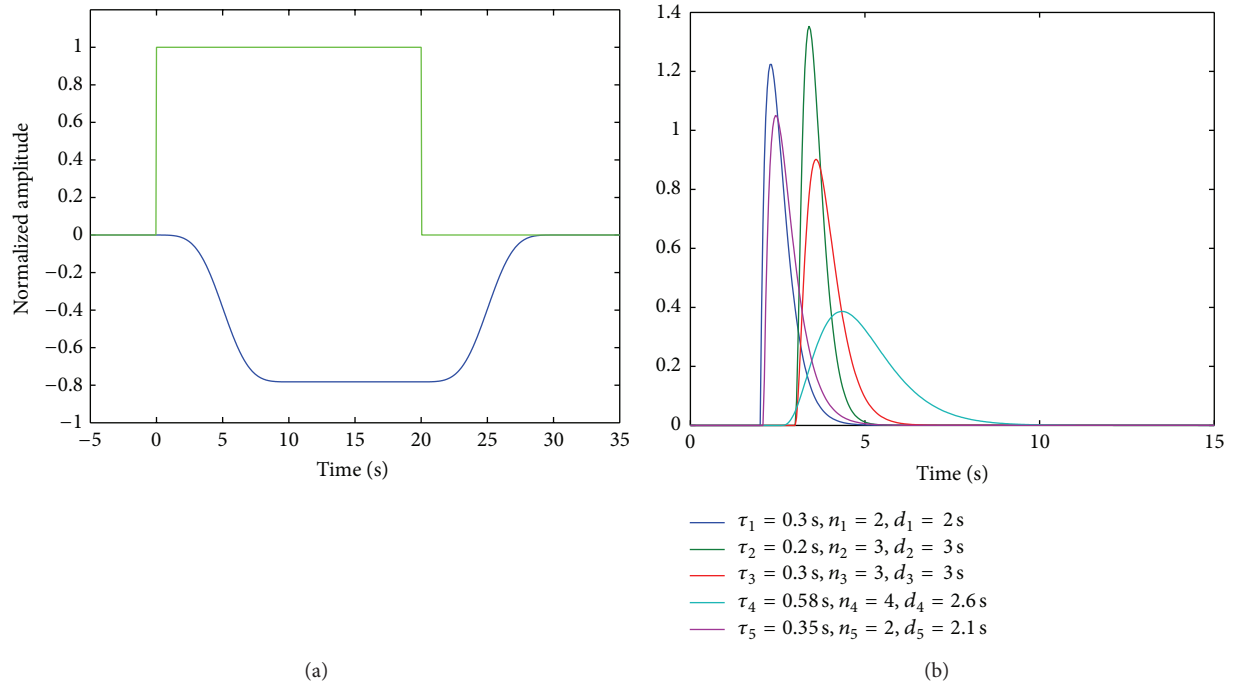 Normalized amplitude
1
0.8
0.6
0.4
0.2
0
−0.2
−0.4
−0.6
−0.8
−1
−5 0 5 10 15 20 25 30 35
Time (s)
(a)
1.4
1.2
1
0.8
0.6
0.4
0.2
0
0 5 10 15
Time (s)
τ₁ = 0.3 s, n₁ = 2, d₁ = 2 s
τ₂ = 0.2 s, n₂ = 3, d₂ = 3 s
τ₃ = 0.3 s, n₃ = 3, d₃ = 3 s
τ₄ = 0.58 s, n₄ = 4, d₄ = 2.6 s
τ₅ = 0.35 s, n₅ = 2, d₅ = 2.1 s
(b)